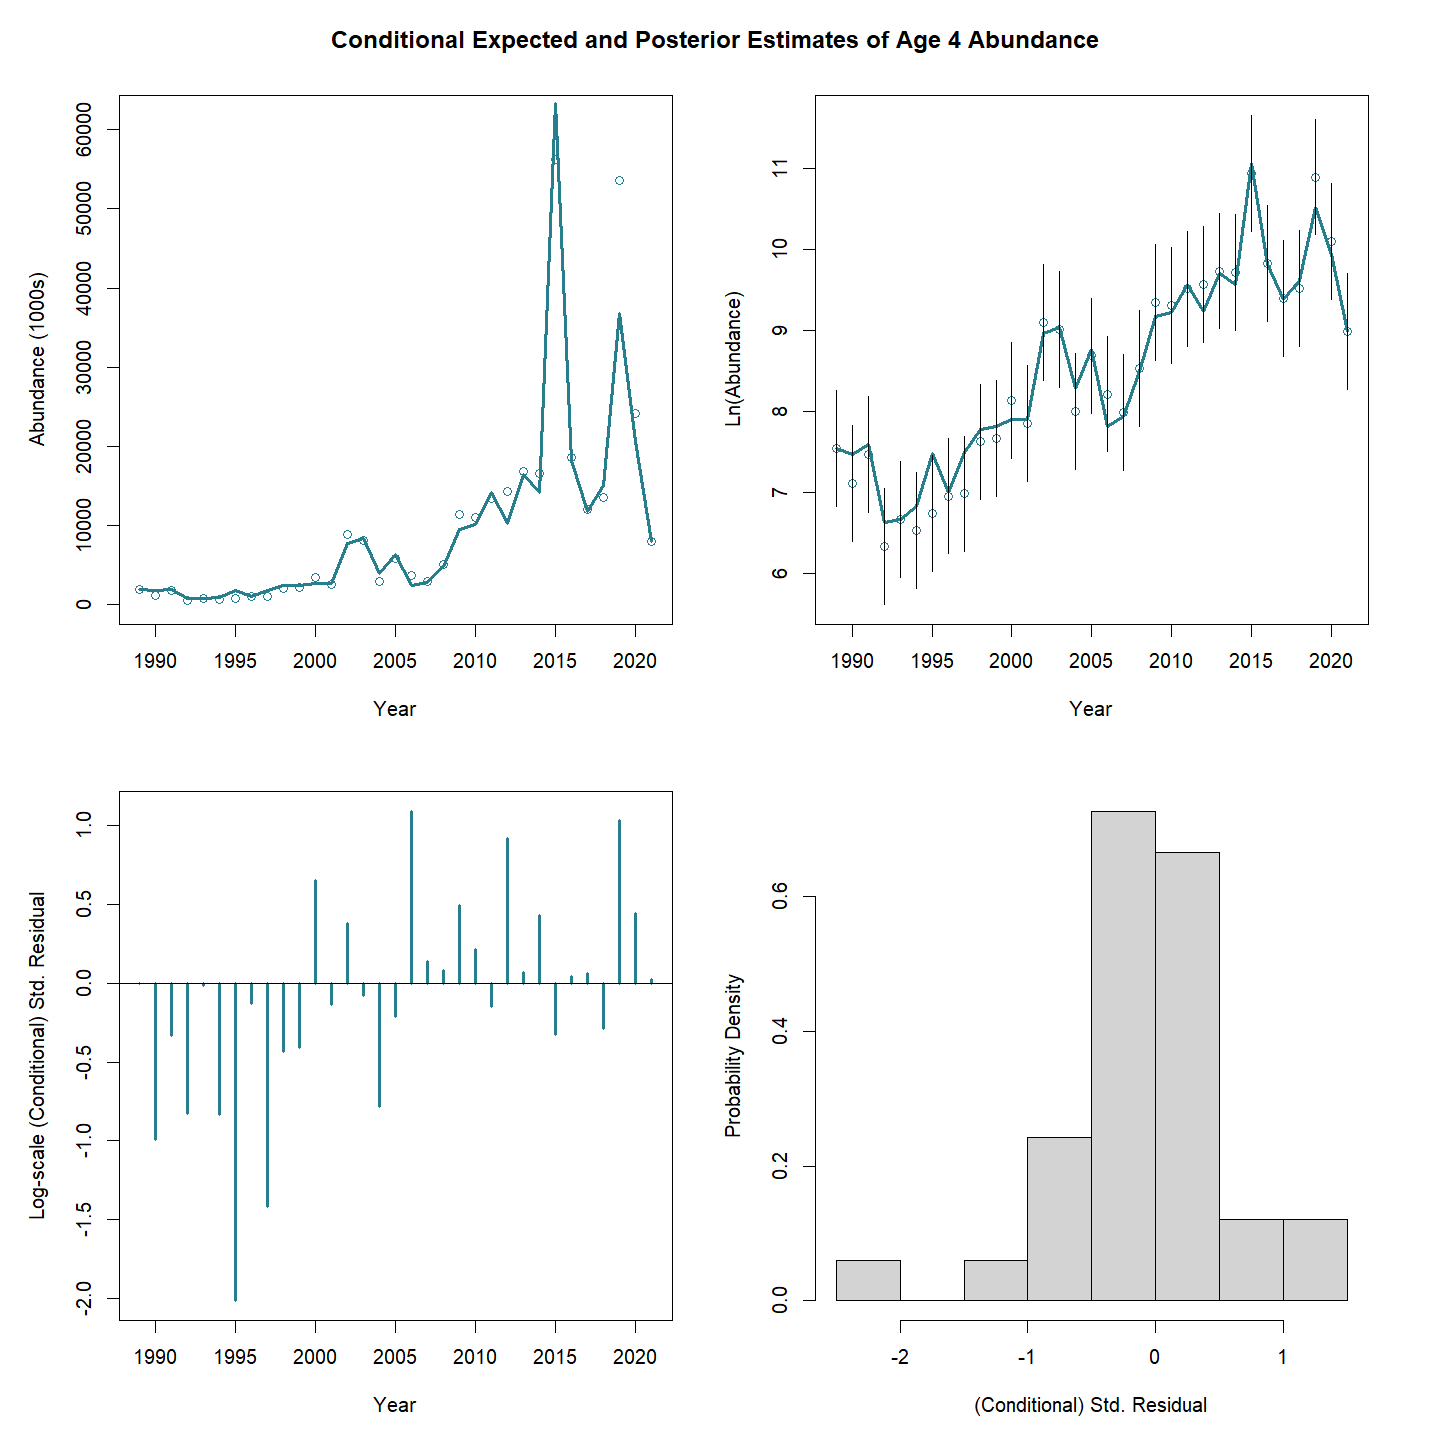 Conditional Expected and Posterior Estimates of Age 4 Abundance
Abundance (1000s)
0 10000 20000 30000 40000 50000 60000
1990 1995 2000 2005 2010 2015 2020
Year
Ln(Abundance)
6 7 8 9 10 11
1990 1995 2000 2005 2010 2015 2020
Year
Log-scale (Conditional) Std. Residual
-2.0 -1.5 -1.0 -0.5 0.0 0.5 1.0
1990 1995 2000 2005 2010 2015 2020
Year
Probability Density
0.0 0.2 0.4 0.6
-2 -1 0 1
(Conditional) Std. Residual